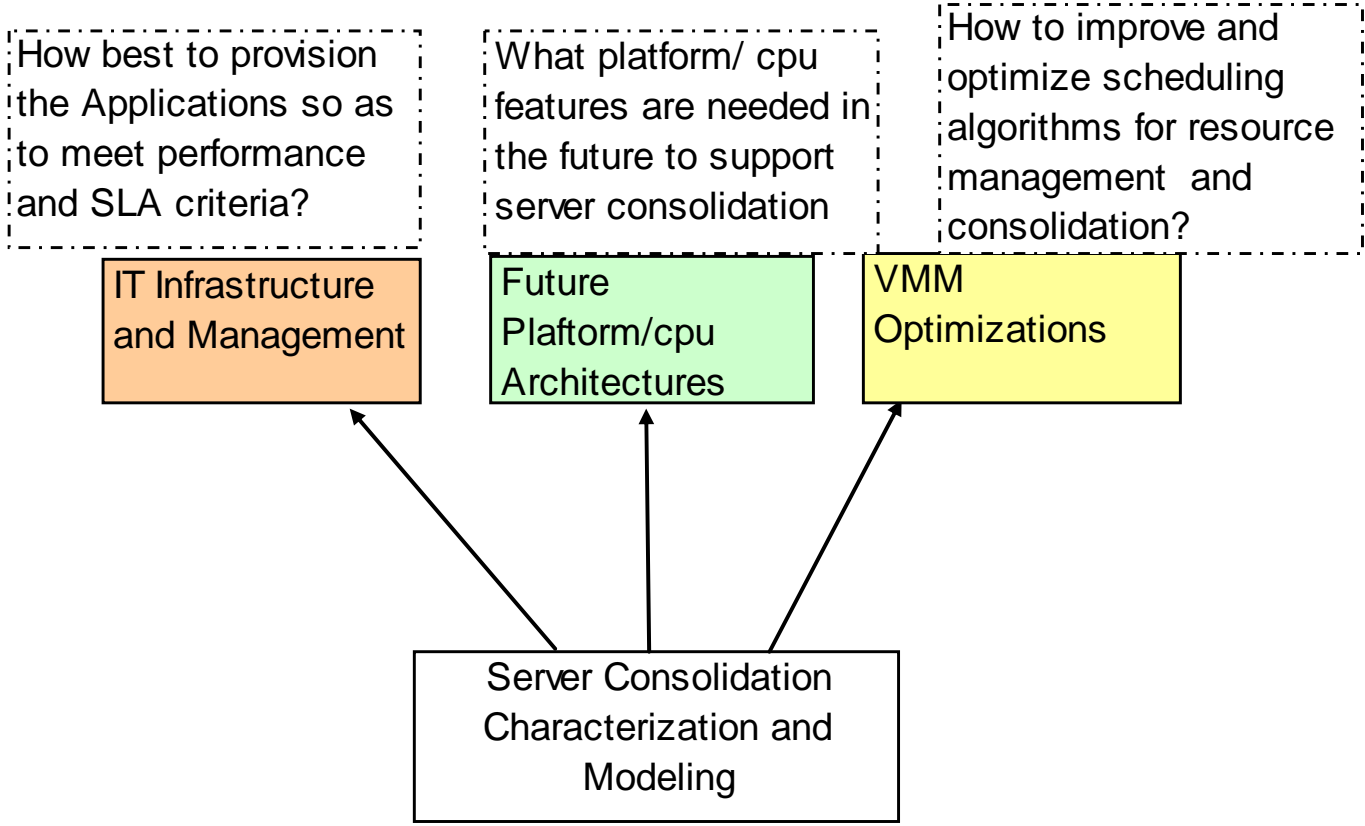 How best to provision
the Applications so as
to meet performance
and SLA criteria?
What platform/ cpu
features are needed in
the future to support
server consolidation
How to improve and
optimize scheduling
algorithms for resource
management and
consolidation?
IT Infrastructure
and Management
Future
Plaftorm/cpu
Architectures
VMM
Optimizations
Server Consolidation
Characterization and
Modeling